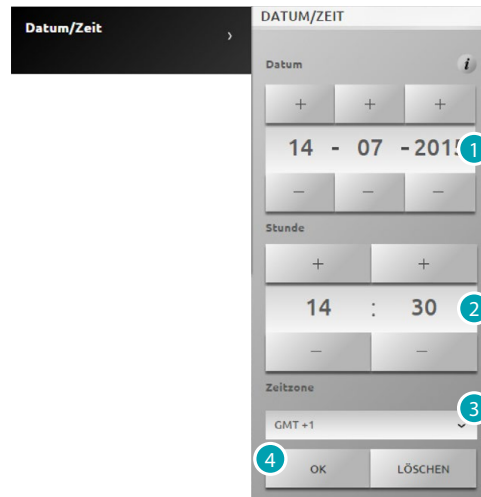 Datum/Zeit ›
DATUM/ZEIT
Datum i
+ + +
14 - 07 - 2015 1
− − −
Stunde
+ +
14 : 30 2
− −
Zeitzone
3
GMT +1
4 OK LÖSCHEN